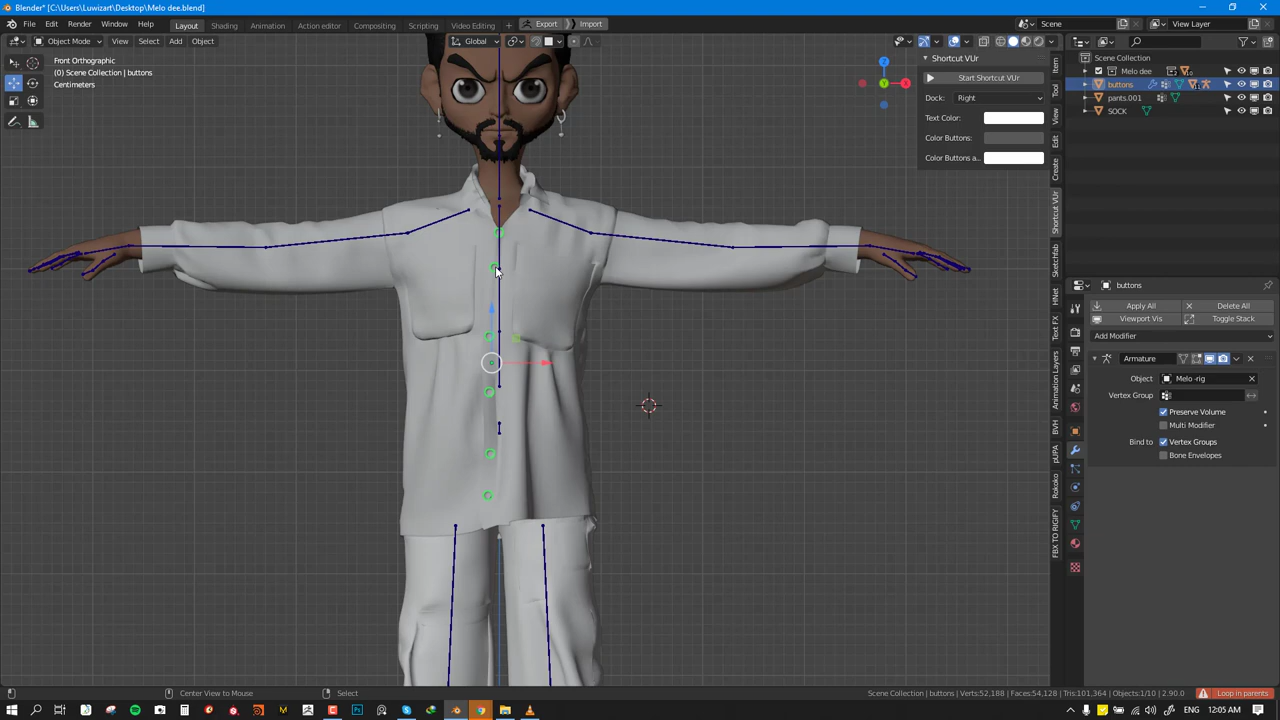 Blender* [C:\Users\Luwizart\Desktop\Melo dee.blend]
File Edit Render Window Help Layout Shading Animation Action editor Compositing Scripting Video Editing Export Import Scene View Layer
Object Mode View Select Add Object Global
Front Orthographic
(0) Scene Collection | buttons
Centimeters
Shortcut VUr
Start Shortcut VUr
Dock: Right
Text Color:
Color Buttons:
Color Buttons a..
Item
Tool
View
Edit
Create
Shortcut VUr
Sketchfab
HNet
Text FX
Animation Layers
BVH
pUPA
Rokoko
FBX TO RIGIFY
Scene Collection
Melo dee
buttons
pants.001
SOCK
buttons
Apply All Delete All
Viewport Vis Toggle Stack
Add Modifier
Armature
Object Melo -rig
Vertex Group
Preserve Volume
Multi Modifier
Bind to Vertex Groups
Bone Envelopes
Center View to Mouse Select Scene Collection | buttons | Verts:52,188 | Faces:54,128 | Tris:101,364 | Objects:1/10 | 2.90.0 Loop in parents
12:05 AM